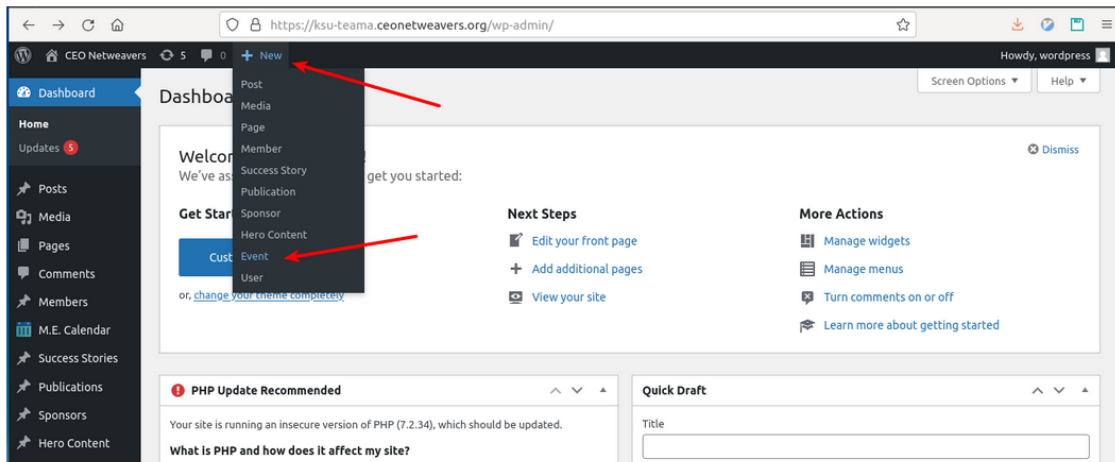 https://ksu-teama.ceonetweavers.org/wp-admin/
CEO Netweavers 5 0 + New Howdy, wordpress
Screen Options Help
Dashboard
Home
Updates 5
Posts
Media
Pages
Comments
Members
M.E. Calendar
Success Stories
Publications
Sponsors
Hero Content
Post
Media
Page
Member
Success Story
Publication
Sponsor
Hero Content
Event
User
Dashboa
Welcor !
Dismiss
We've as get you started:
Get Star
Cust
or, change your theme completely
Next Steps
Edit your front page
Add additional pages
View your site
More Actions
Manage widgets
Manage menus
Turn comments on or off
Learn more about getting started
PHP Update Recommended
Your site is running an insecure version of PHP (7.2.34), which should be updated.
What is PHP and how does it affect my site?
Quick Draft
Title